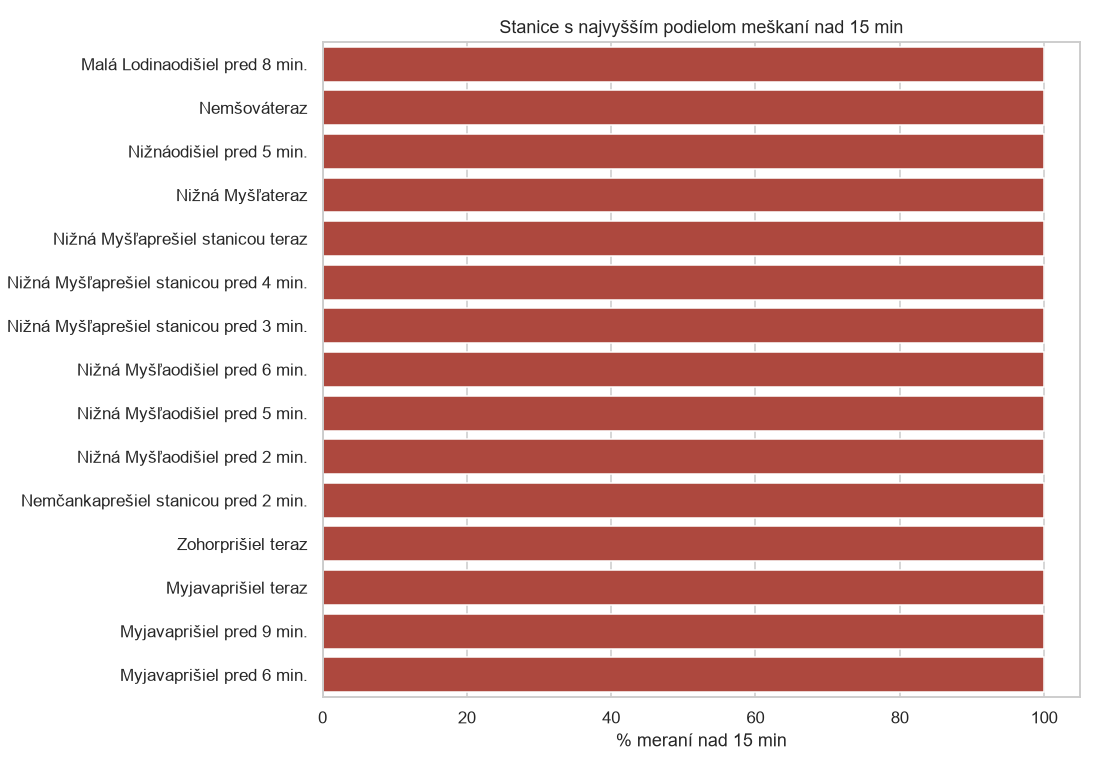 Stanice s najvyšším podielom meškaní nad 15 min
Malá Lodinaodišiel pred 8 min.
Nemšováteraz
Nižnáodišiel pred 5 min.
Nižná Myšľateraz
Nižná Myšľaprešiel stanicou teraz
Nižná Myšľaprešiel stanicou pred 4 min.
Nižná Myšľaprešiel stanicou pred 3 min.
Nižná Myšľaodišiel pred 6 min.
Nižná Myšľaodišiel pred 5 min.
Nižná Myšľaodišiel pred 2 min.
Nemčankaprešiel stanicou pred 2 min.
Zohorprišiel teraz
Myjavaprišiel teraz
Myjavaprišiel pred 9 min.
Myjavaprišiel pred 6 min.
0 20 40 60 80 100
% meraní nad 15 min